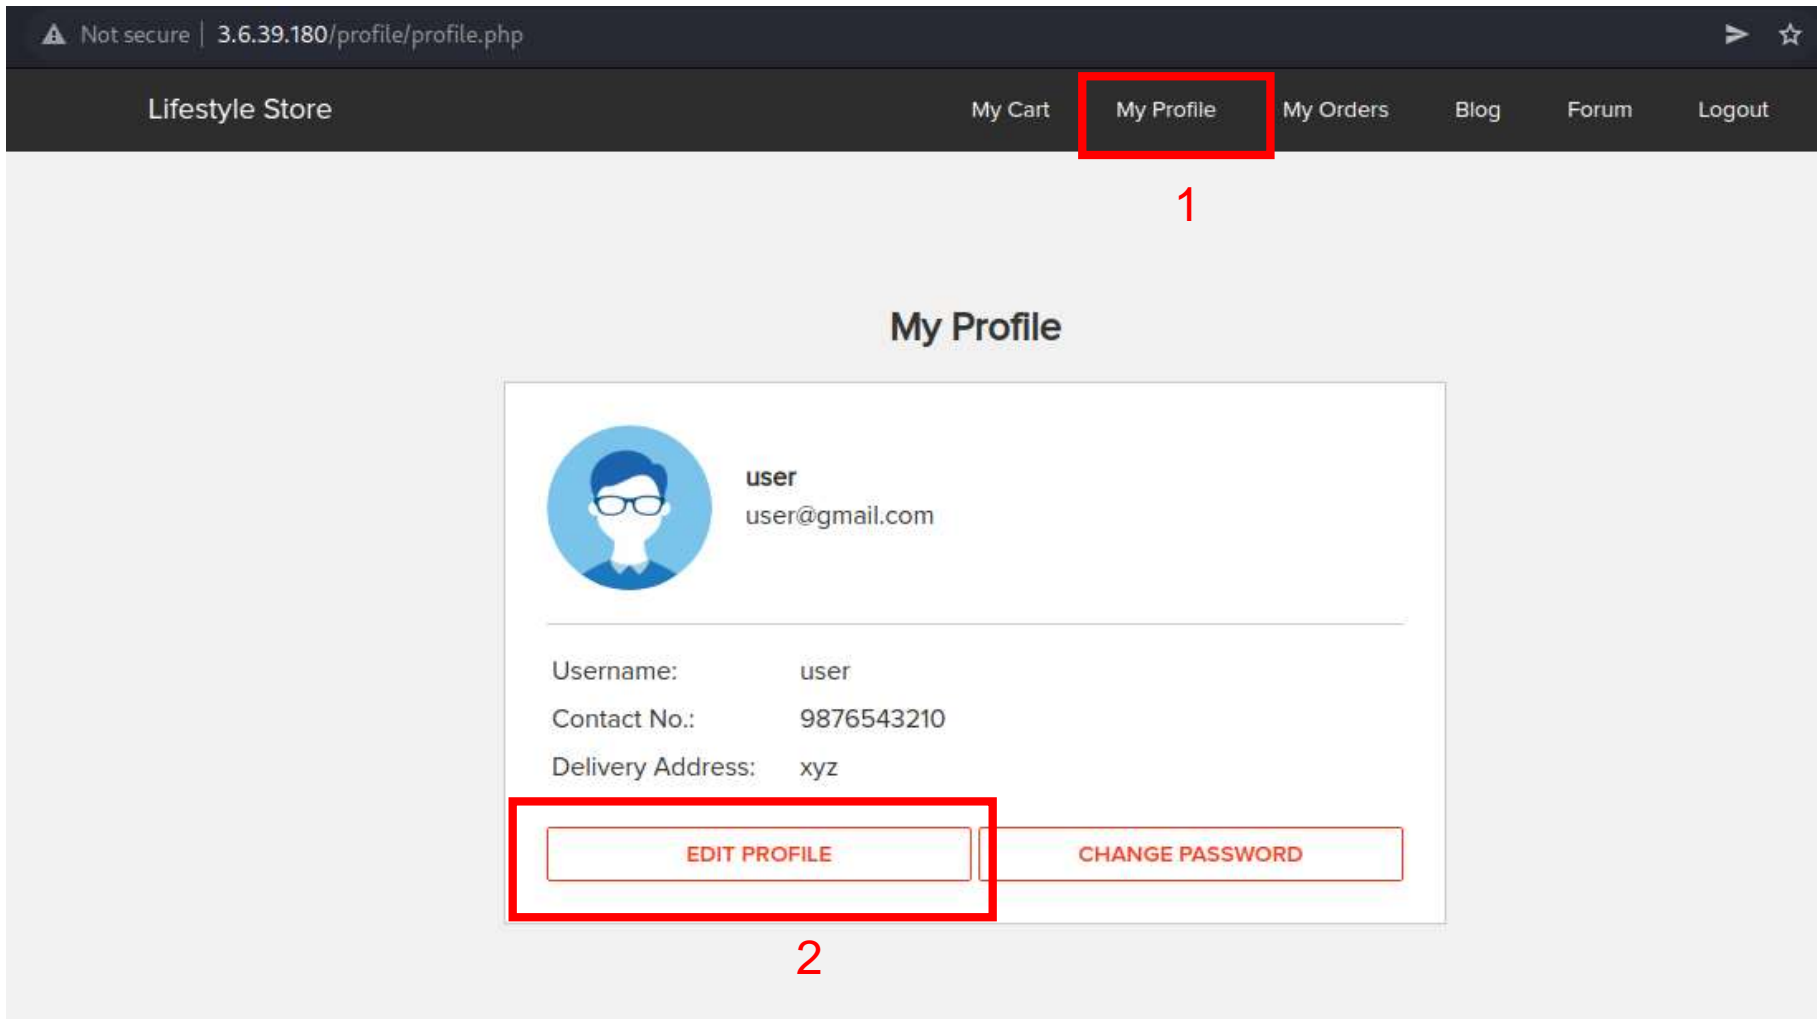 Not secure | 3.6.39.180/profile/profile.php
Lifestyle Store My Cart My Profile My Orders Blog Forum Logout
1
My Profile
user
user@gmail.com
Username: user
Contact No.: 9876543210
Delivery Address: xyz
EDIT PROFILE CHANGE PASSWORD
2